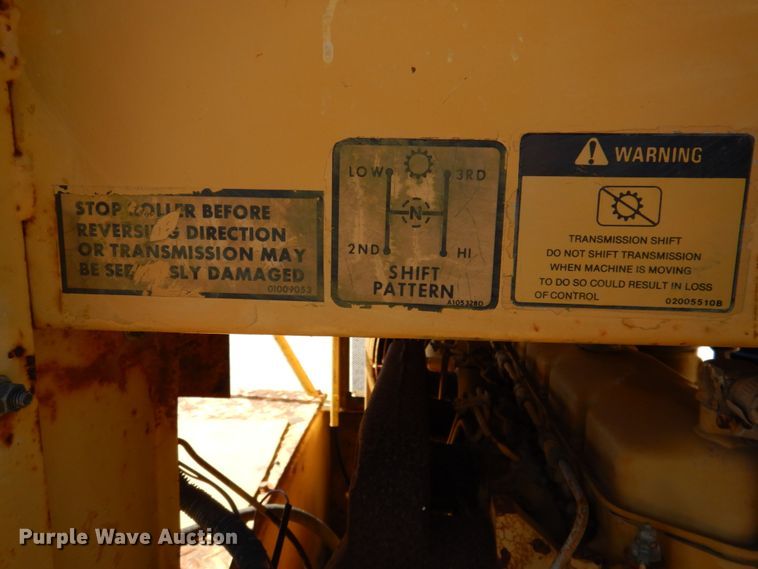 STOP ROLLER BEFORE
REVERSING DIRECTION
OR TRANSMISSION MAY
BE SLY DAMAGED
01009053
LOW 3RD
N
2ND HI
SHIFT
PATTERN
A1053280
WARNING
TRANSMISSION SHIFT
DO NOT SHIFT TRANSMISSION
WHEN MACHINE IS MOVING
TO DO SO COULD RESULT IN LOSS
OF CONTROL 02005510B
Purple Wave Auction